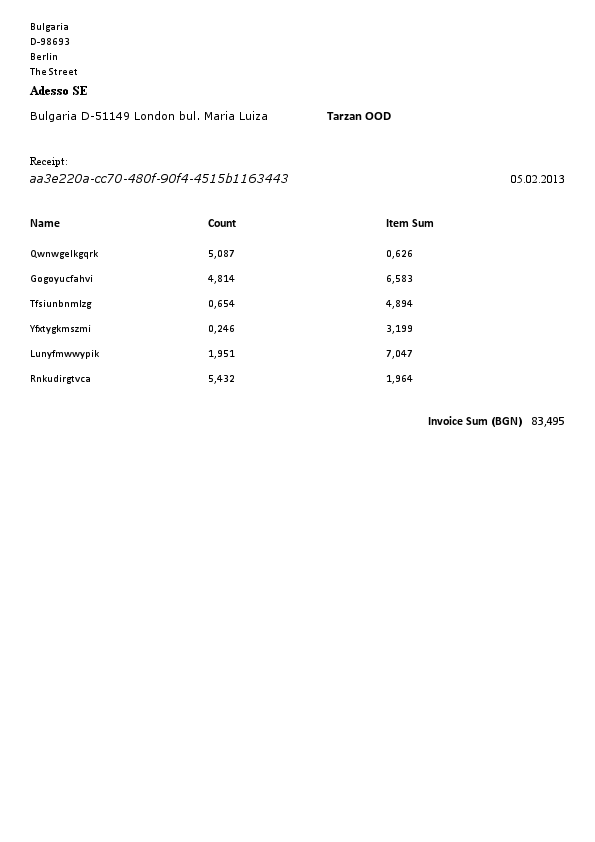 Bulgaria
D-98693
Berlin
The Street
Adesso SE
Bulgaria D-51149 London bul. Maria Luiza Tarzan OOD
Receipt:
aa3e220a-cc70-480f-90f4-4515b1163443 05.02.2013
Name Count Item Sum
Qwnwgelkgqrk 5,087 0,626
Gogoyucfahvi 4,814 6,583
Tfsiunbnmlzg 0,654 4,894
Yfxtygkmszmi 0,246 3,199
Lunyfmwwypik 1,951 7,047
Rnkudirgtvca 5,432 1,964
Invoice Sum (BGN) 83,495